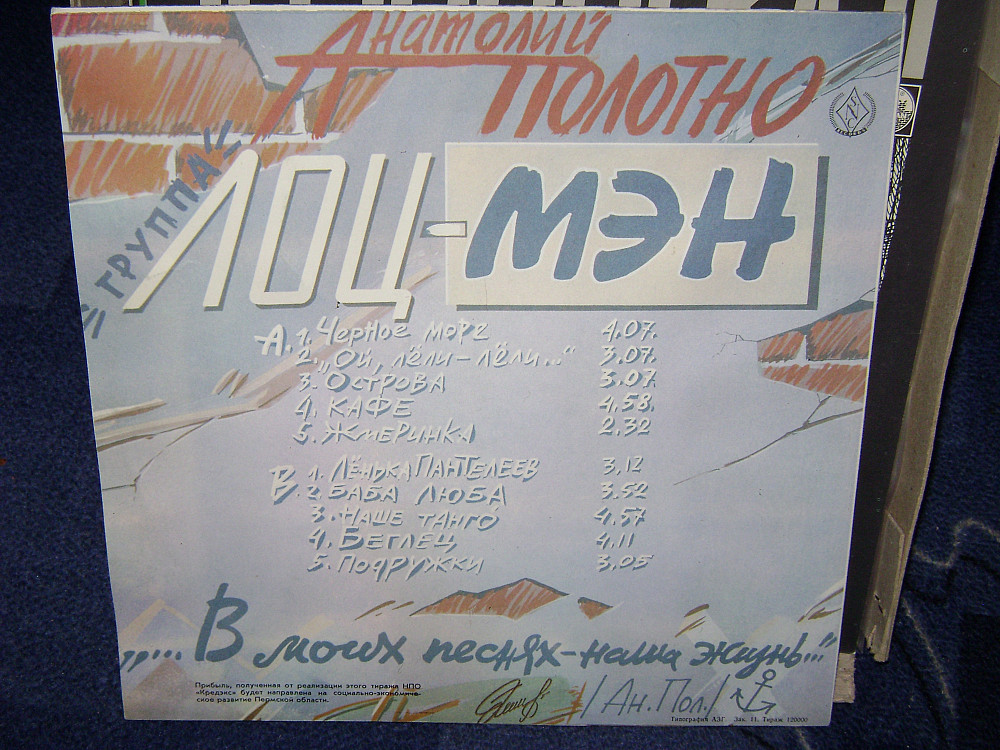 Анатолий
Полотно
"ГРУППА"
ЛОЦ-МЭН
А. 1. Черное море 4.07.
2. „Ой, лёли-лёли..." 3.07.
3. Острова 3.07.
4. КАФЕ 4.58.
5. Жмеринка 2.32
В. 1. Лёнька Пантелеев 3.12
2. БАБА ЛЮБА 3.52
3. НАШЕ ТАНГО 4.57
4. Беглец 4.11
5. Подружки 3.05
„... В моих песнях-наша жизнь..."
Прибыль, полученная от реализации этого тиража НПО
«Кредэкс» будет направлена на социально-экономиче-
ское развитие Пермской области.
/Ан.Пол./
Типография АЗГ. Зак. 11. Тираж 120000